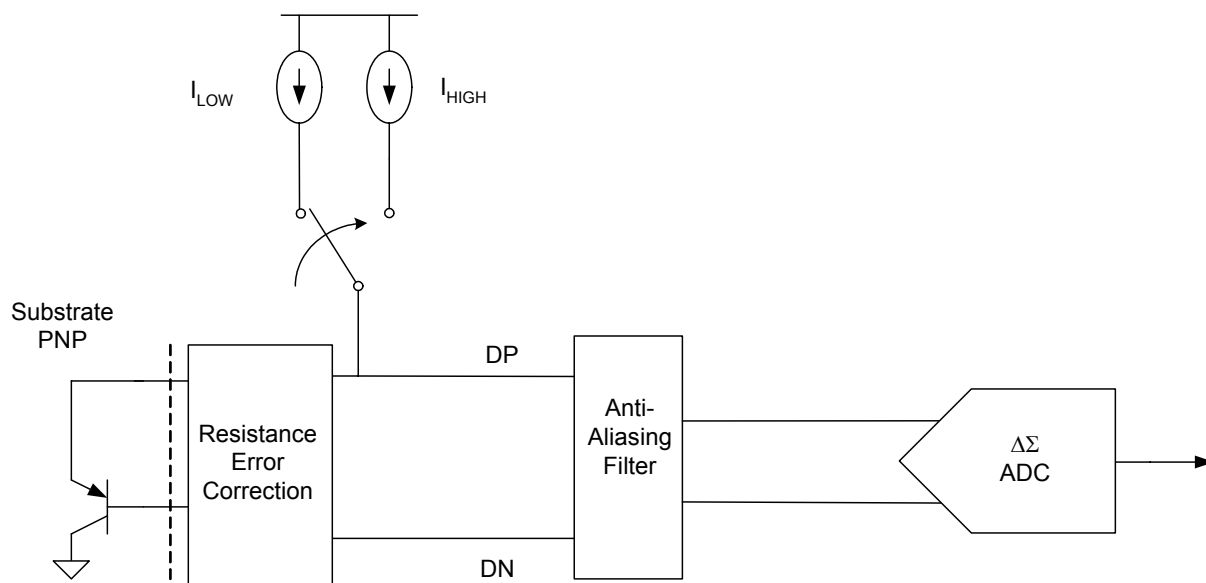 I_LOW
I_HIGH
Substrate
PNP
DP
Resistance
Error
Correction
Anti-
Aliasing
Filter
ΔΣ
ADC
DN